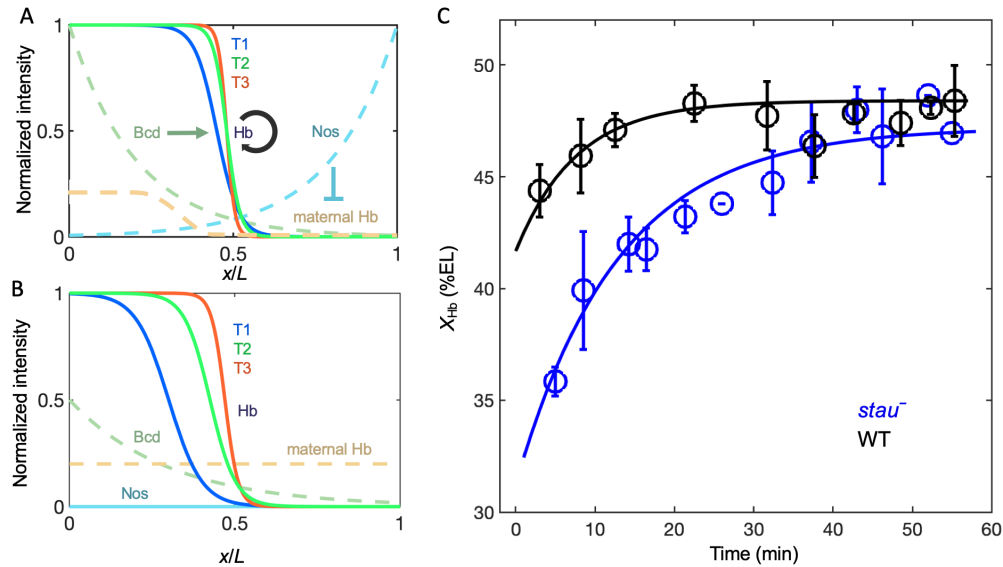 A
Normalized intensity
1
0.5
0
T1
T2
T3
Bcd
Hb
Nos
maternal Hb
0
0.5
1
x/L
B
Normalized intensity
1
0.5
0
T1
T2
T3
Hb
Bcd
maternal Hb
Nos
0
0.5
1
x/L
C
X_Hb (%EL)
50
45
40
35
30
stau⁻
WT
0
10
20
30
40
50
60
Time (min)